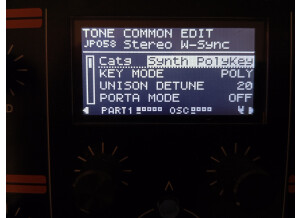 TONE COMMON EDIT
JP058 Stereo W-Sync
Catg Synth PolyKey
KEY MODE POLY
UNISON DETUNE 20
PORTA MODE OFF
PART1 OSC